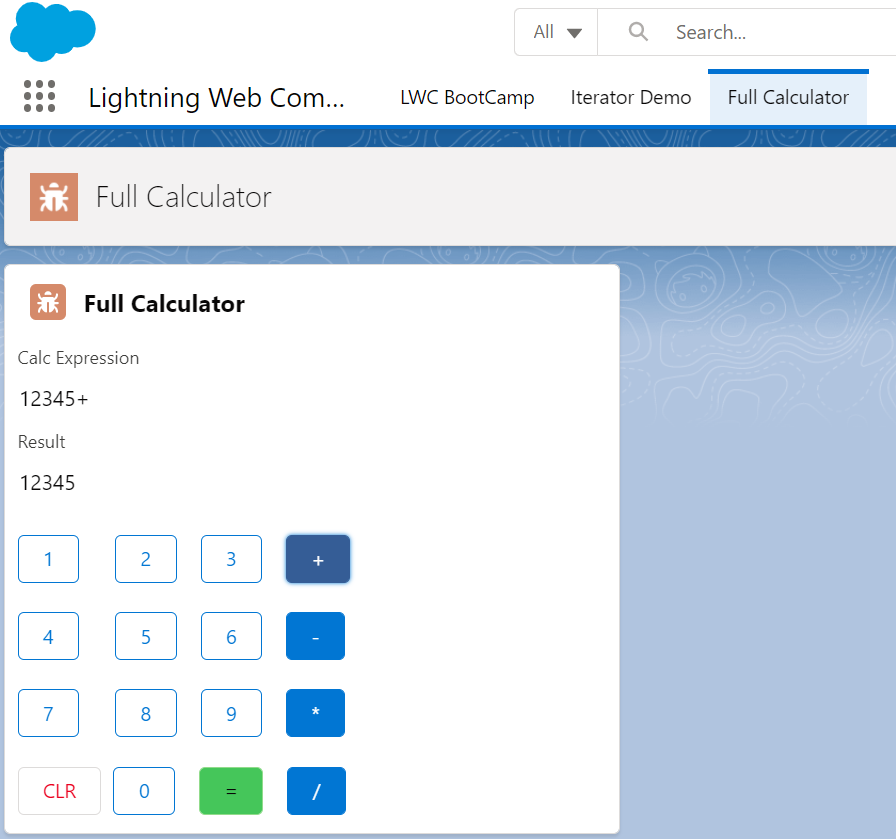 All Search...
Lightning Web Com... LWC BootCamp Iterator Demo Full Calculator
Full Calculator
Full Calculator
Calc Expression
12345+
Result
12345
1 2 3 +
4 5 6 -
7 8 9 *
CLR 0 = /